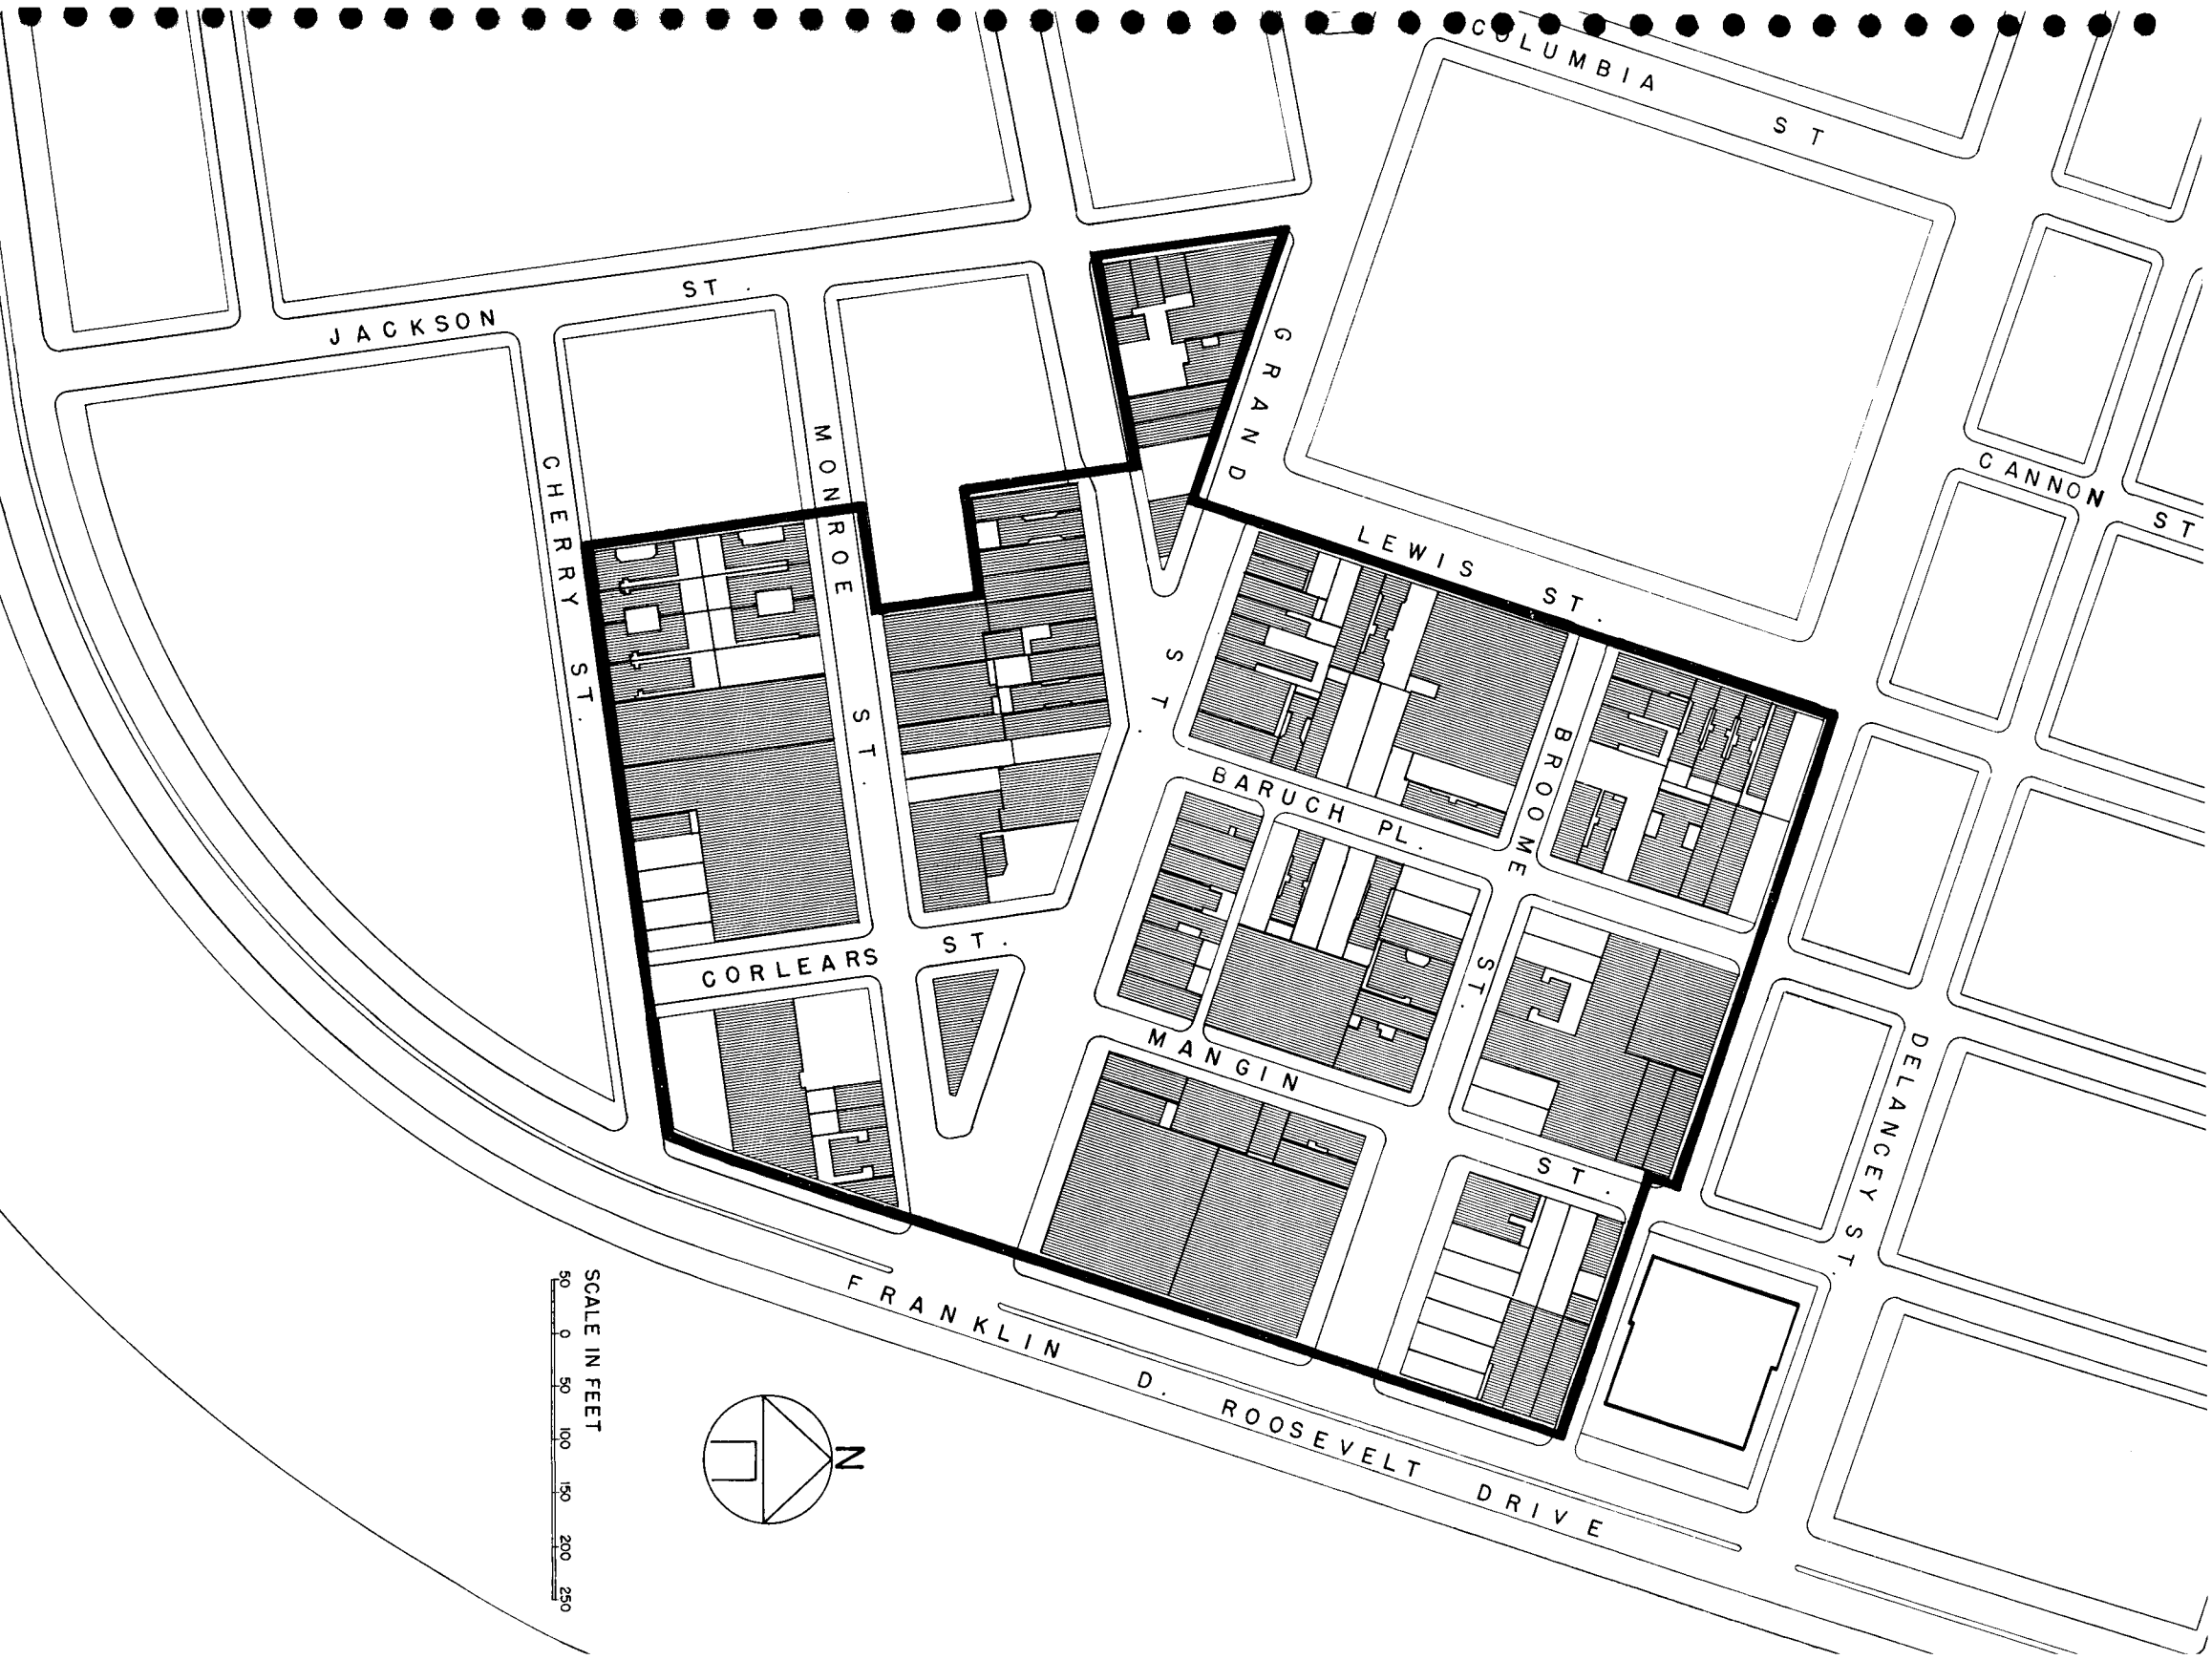 COLUMBIA ST
JACKSON ST.
GRAND ST.
CHERRY ST.
MONROE ST.
LEWIS ST.
CANNON ST
BROOME ST.
BARUCH PL.
CORLEARS ST.
MANGIN ST.
DELANCEY ST.
FRANKLIN D. ROOSEVELT DRIVE
SCALE IN FEET
50 0 50 100 150 200 250
N